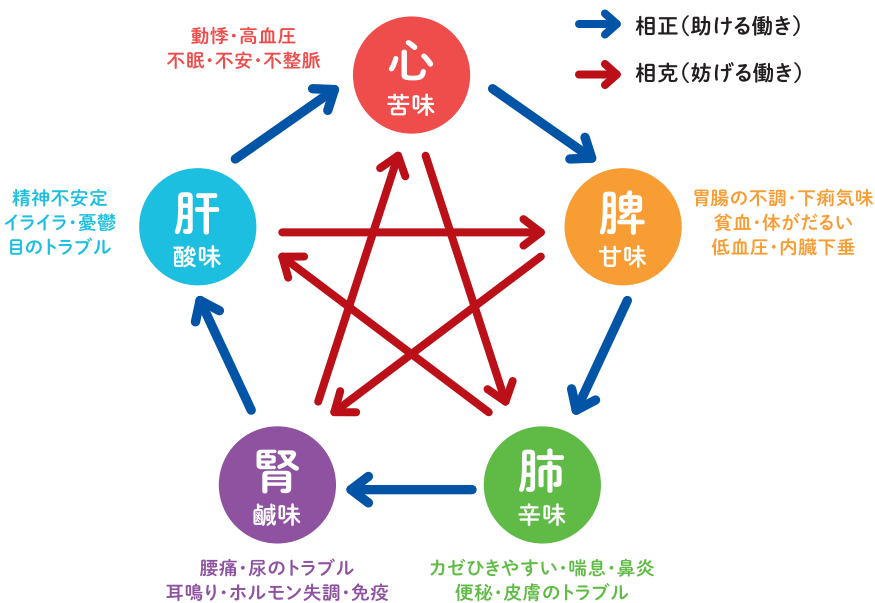 動悸・高血圧
不眠・不安・不整脈
心
苦味
相正(助ける働き)
相克(妨げる働き)
精神不安定
イライラ・憂鬱
目のトラブル
肝
酸味
脾
甘味
胃腸の不調・下痢気味
貧血・体がだるい
低血圧・内臓下垂
腎
鹹味
肺
辛味
腰痛・尿のトラブル
耳鳴り・ホルモン失調・免疫
カゼひきやすい・喘息・鼻炎
便秘・皮膚のトラブル